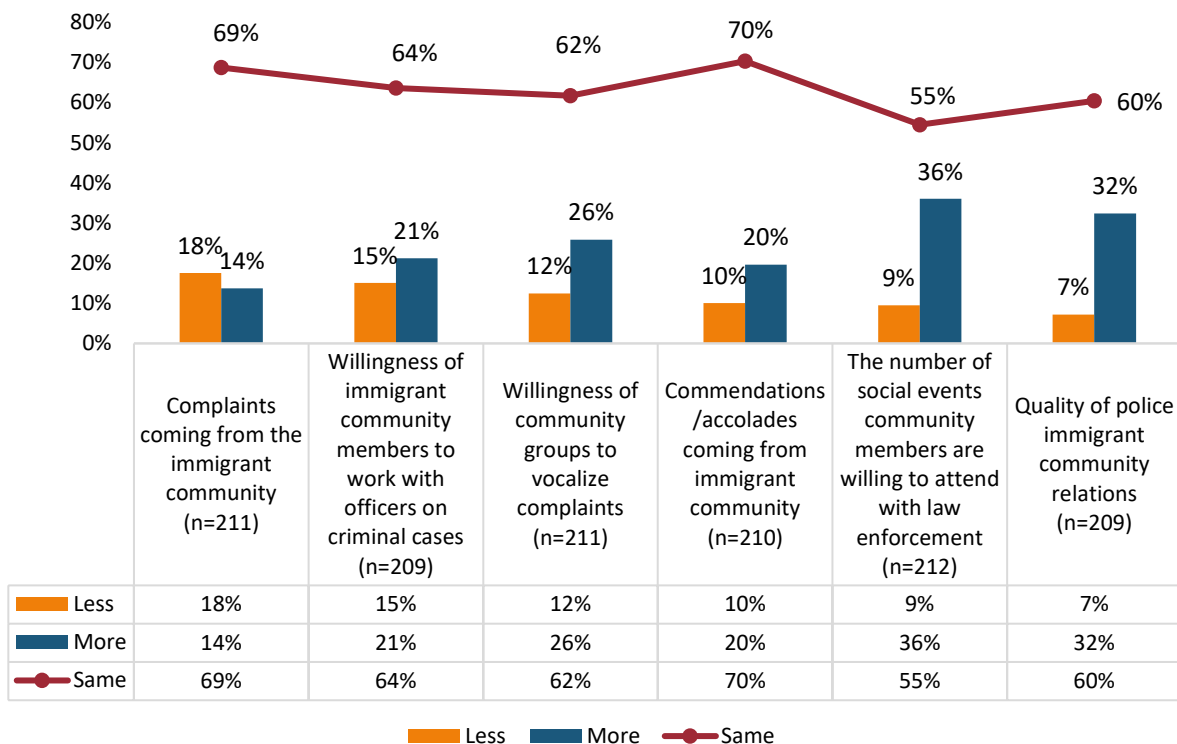 80%
70%
60%
50%
40%
30%
20%
10%
0%
69%
64%
62%
70%
55%
60%
18%
14%
15%
21%
12%
26%
10%
20%
9%
36%
7%
32%
Complaints
coming from the
immigrant
community
(n=211)
Willingness of
immigrant
community
members to
work with
officers on
criminal cases
(n=209)
Willingness of
community
groups to
vocalize
complaints
(n=211)
Commendations
/accolades
coming from
immigrant
community
(n=210)
The number of
social events
community
members are
willing to attend
with law
enforcement
(n=212)
Quality of police
immigrant
community
relations
(n=209)
Less 18% 15% 12% 10% 9% 7%
More 14% 21% 26% 20% 36% 32%
Same 69% 64% 62% 70% 55% 60%
Less More Same